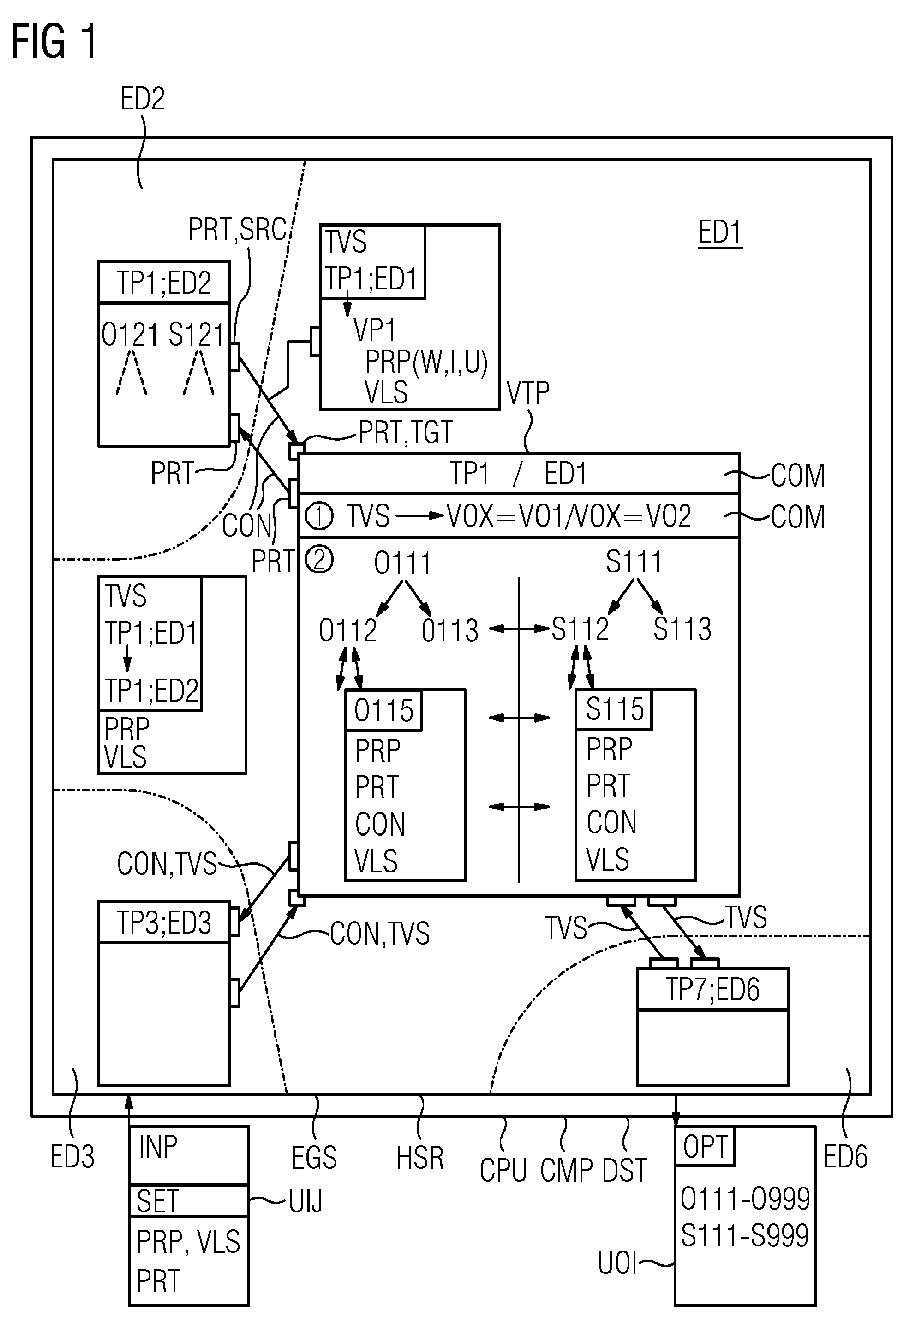 FIG 1
ED2
ED1
PRT,SRC
TP1;ED2
O121 S121
PRT
TVS
TP1;ED1
VP1
PRP(W,I,U)
VLS
VTP
PRT,TGT
CON
PRT
TP1 / ED1
COM
1 TVS VOX=VO1/VOX=VO2
COM
2
O111 S111
O112 O113 S112 S113
O115
PRP
PRT
CON
VLS
S115
PRP
PRT
CON
VLS
TVS
TP1;ED1
TP1;ED2
PRP
VLS
CON,TVS
TP3;ED3
CON,TVS
TVS
TVS
TP7;ED6
ED3
EGS
HSR
CPU
CMP
DST
ED6
INP
SET
UIJ
PRP, VLS
PRT
OPT
O111-O999
S111-S999
UOI